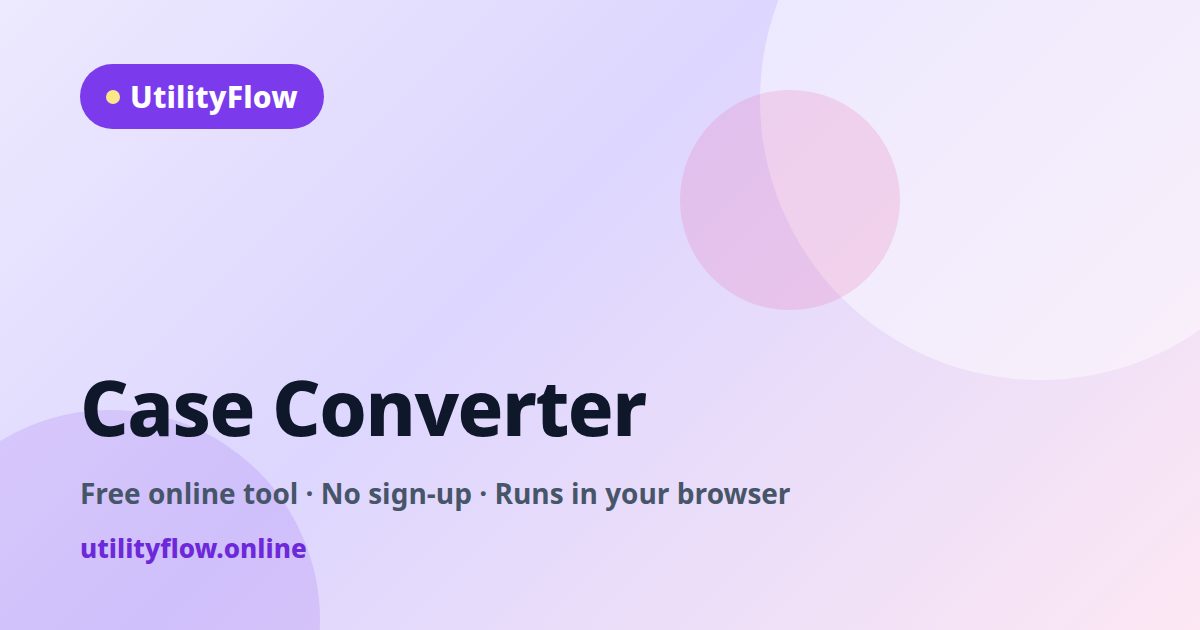 UtilityFlow
Case Converter
Free online tool · No sign-up · Runs in your browser
utilityflow.online